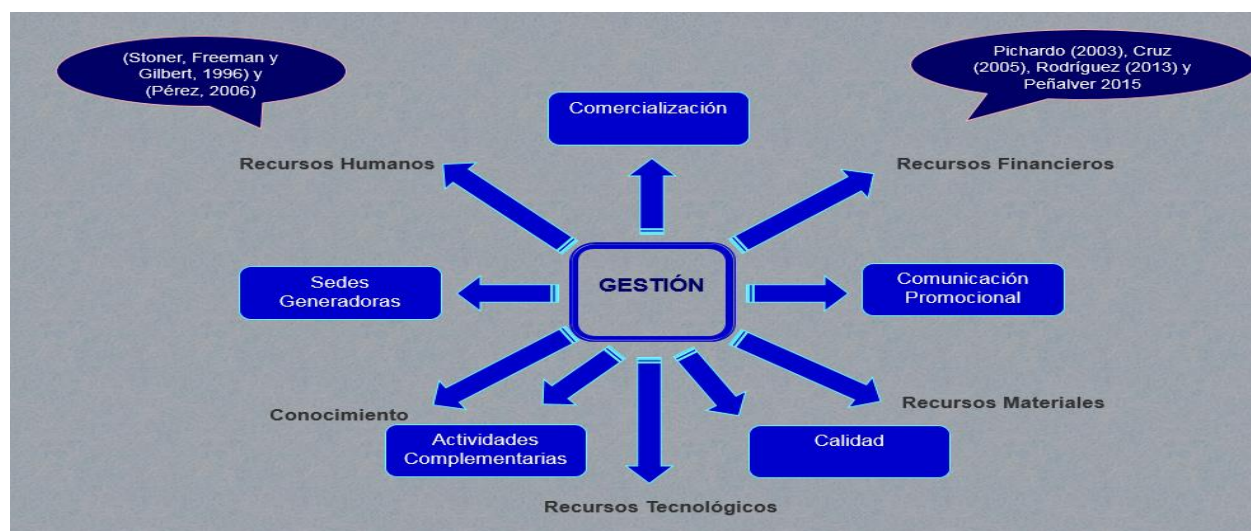 (Stoner, Freeman y
Gilbert, 1996) y
(Pérez, 2006)
Pichardo (2003), Cruz
(2005), Rodríguez (2013) y
Peñalver 2015
Comercialización
Recursos Humanos
Recursos Financieros
Sedes
Generadoras
GESTIÓN
Comunicación
Promocional
Conocimiento
Recursos Materiales
Actividades
Complementarias
Calidad
Recursos Tecnológicos